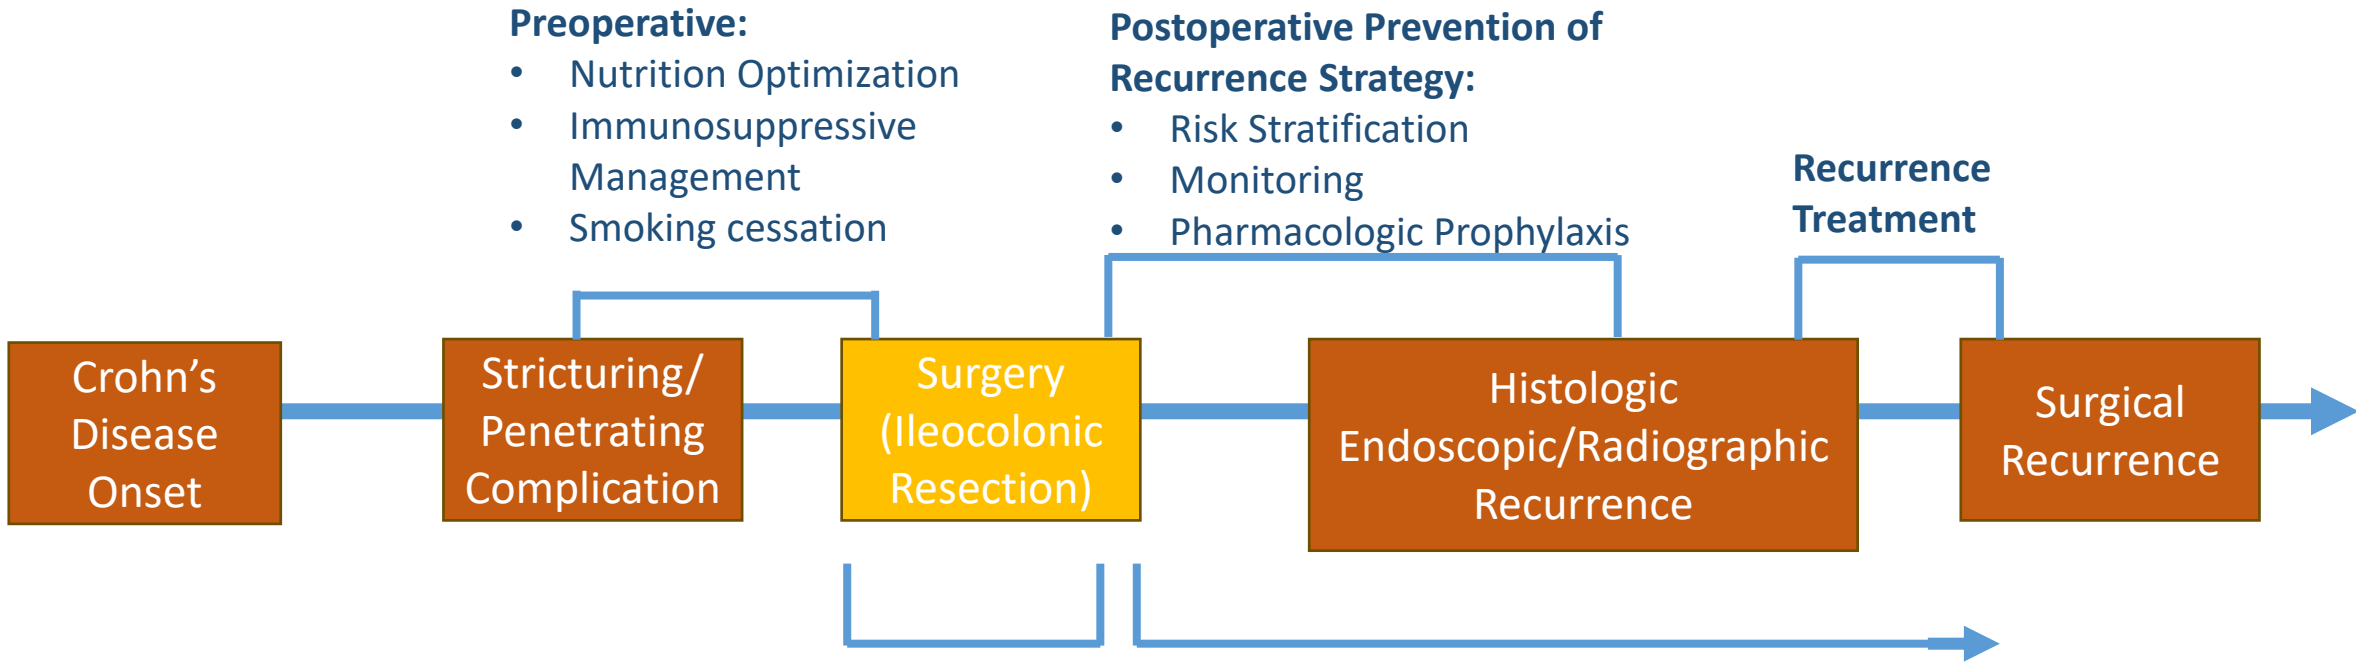 Preoperative:
• Nutrition Optimization
• Immunosuppressive
Management
• Smoking cessation
Postoperative Prevention of
Recurrence Strategy:
• Risk Stratification
• Monitoring
• Pharmacologic Prophylaxis
Recurrence
Treatment
Crohn’s
Disease
Onset
Stricturing/
Penetrating
Complication
Surgery
(Ileocolonic
Resection)
Histologic
Endoscopic/Radiographic
Recurrence
Surgical
Recurrence